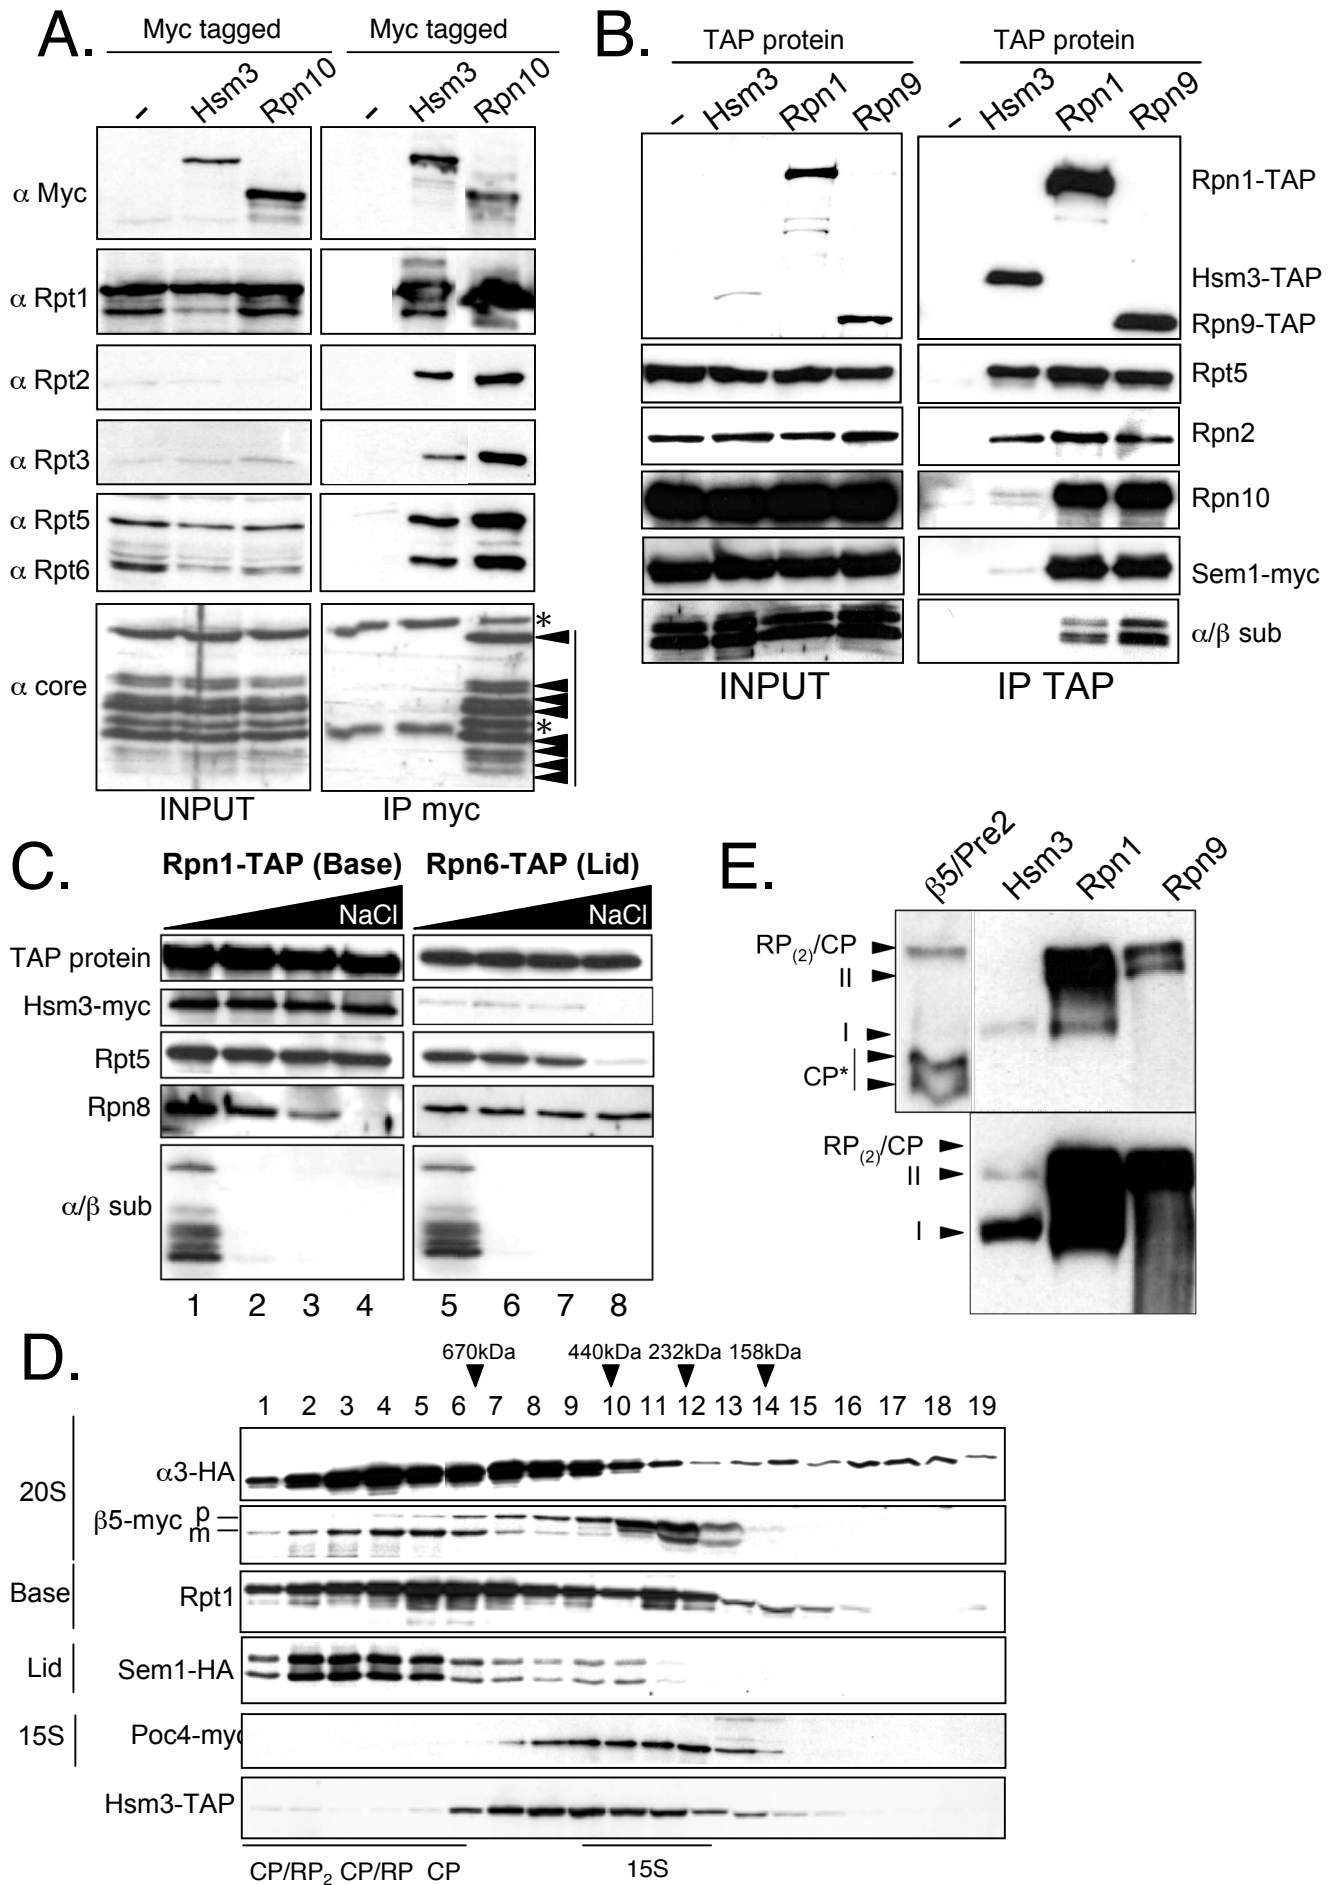 A.
Myc tagged
Myc tagged
– Hsm3 Rpn10
– Hsm3 Rpn10
α Myc
α Rpt1
α Rpt2
α Rpt3
α Rpt5
α Rpt6
α core
*
*
INPUT
IP myc
B.
TAP protein
TAP protein
– Hsm3 Rpn1 Rpn9
– Hsm3 Rpn1 Rpn9
Rpn1-TAP
Hsm3-TAP
Rpn9-TAP
Rpt5
Rpn2
Rpn10
Sem1-myc
α/β sub
INPUT
IP TAP
C.
Rpn1-TAP (Base)
Rpn6-TAP (Lid)
NaCl
NaCl
TAP protein
Hsm3-myc
Rpt5
Rpn8
α/β sub
1 2 3 4 5 6 7 8
E.
β5/Pre2 Hsm3 Rpn1 Rpn9
RP(2)/CP
II
I
CP*
RP(2)/CP
II
I
D.
670kDa 440kDa 232kDa 158kDa
1 2 3 4 5 6 7 8 9 10 11 12 13 14 15 16 17 18 19
20S
α3-HA
β5-myc p
m
Base
Rpt1
Lid
Sem1-HA
15S
Poc4-myc
Hsm3-TAP
CP/RP2 CP/RP CP
15S